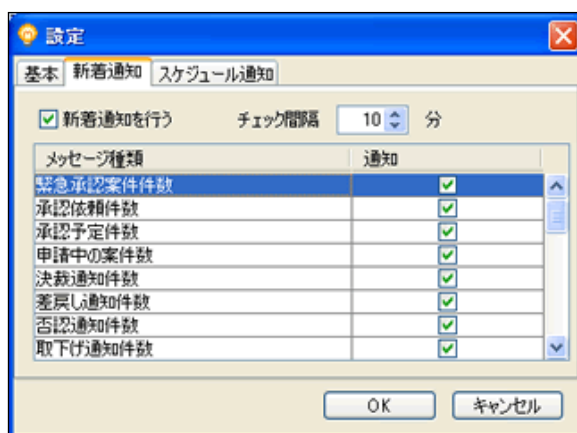 設定
基本 新着通知 スケジュール通知
新着通知を行う チェック間隔 10 分
メッセージ種類 通知
緊急承認案件件数
承認依頼件数
承認予定件数
申請中の案件数
決裁通知件数
差戻し通知件数
否認通知件数
取下げ通知件数
OK キャンセル